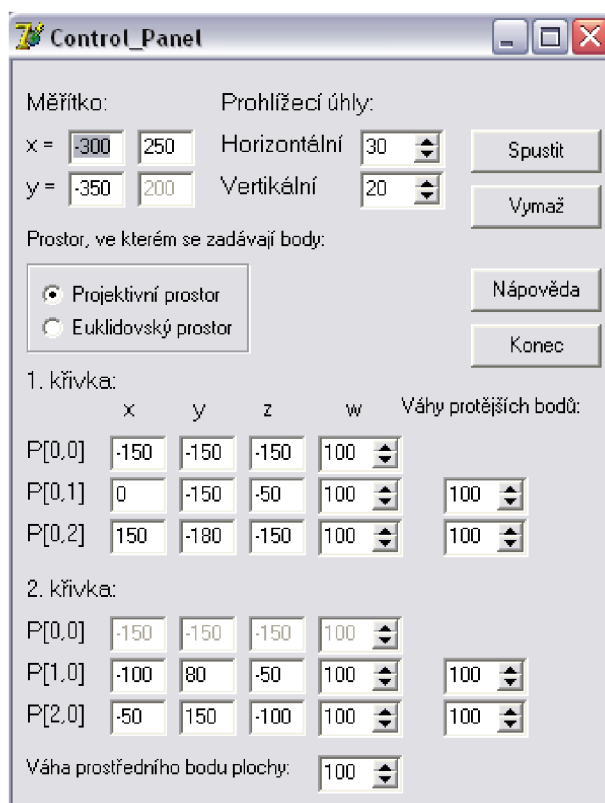 Control_Panel
Měřítko: Prohlížecí úhly:
x = -300 250 Horizontální 30 Spustit
y = -350 200 Vertikální 20 Vymaž
Prostor, ve kterém se zadávají body:
Projektivní prostor Nápověda
Euklidovský prostor Konec
1. křivka:
x y z w Váhy protějších bodů:
P[0,0] -150 -150 -150 100
P[0,1] 0 -150 -50 100 100
P[0,2] 150 -180 -150 100 100
2. křivka:
P[0,0] -150 -150 -150 100
P[1,0] -100 80 -50 100 100
P[2,0] -50 150 -100 100 100
Váha prostředního bodu plochy: 100